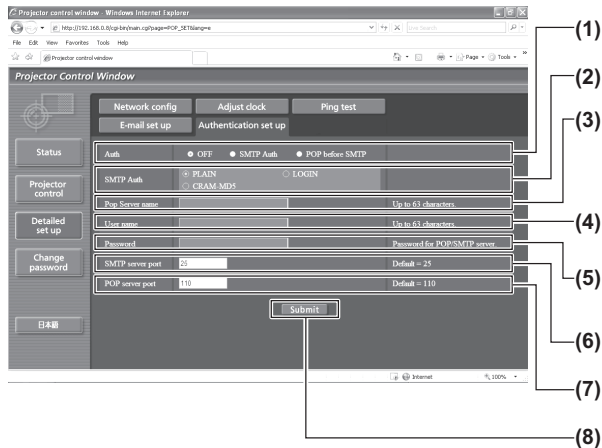 Projector control window - Windows Internet Explorer
http://192.168.0.8/cgi-bin/main.cgi?page=POP_SET&lang=e
Live Search
File Edit View Favorites Tools Help
Projector control window
Page Tools
Projector Control Window
Network config Adjust clock Ping test
E-mail set up Authentication set up
Status
Projector control
Detailed set up
Change password
日本語
Auth OFF SMTP Auth POP before SMTP
SMTP Auth PLAIN LOGIN
CRAM-MD5
Pop Server name Up to 63 characters.
User name Up to 63 characters.
Password Password for POP/SMTP server
SMTP server port 25 Default = 25
POP server port 110 Default = 110
Submit
Internet 100%
(1)
(2)
(3)
(4)
(5)
(6)
(7)
(8)